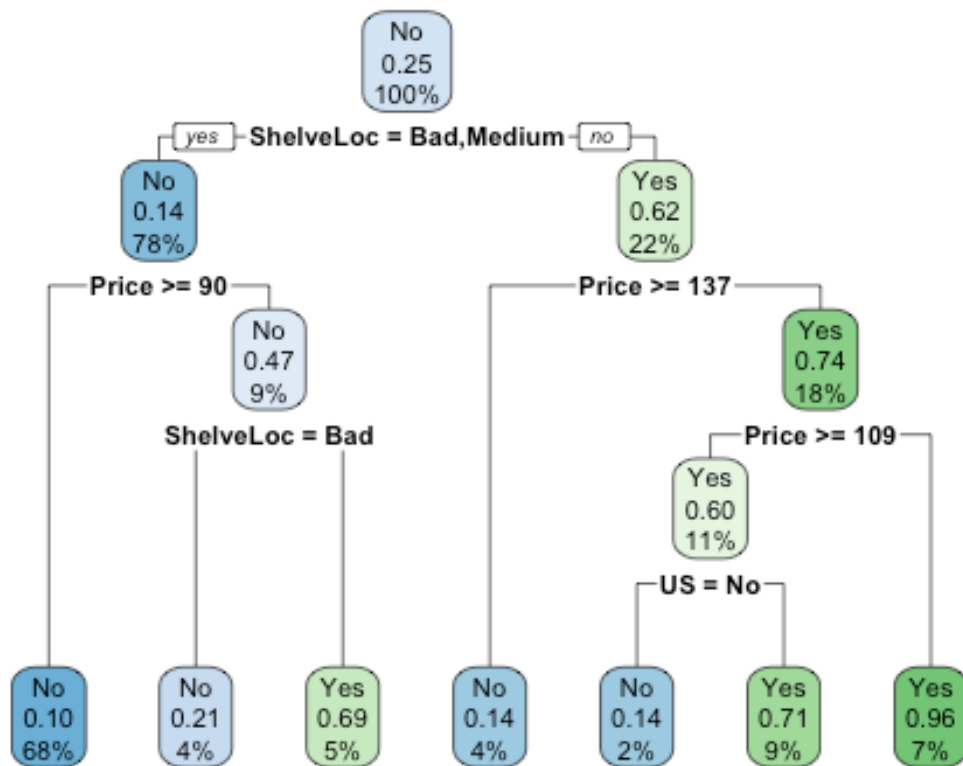 No
0.25
100%
yes ShelveLoc = Bad,Medium no
No
0.14
78%
Yes
0.62
22%
Price >= 90
Price >= 137
No
0.47
9%
Yes
0.74
18%
ShelveLoc = Bad
Price >= 109
Yes
0.60
11%
US = No
No
0.10
68%
No
0.21
4%
Yes
0.69
5%
No
0.14
4%
No
0.14
2%
Yes
0.71
9%
Yes
0.96
7%